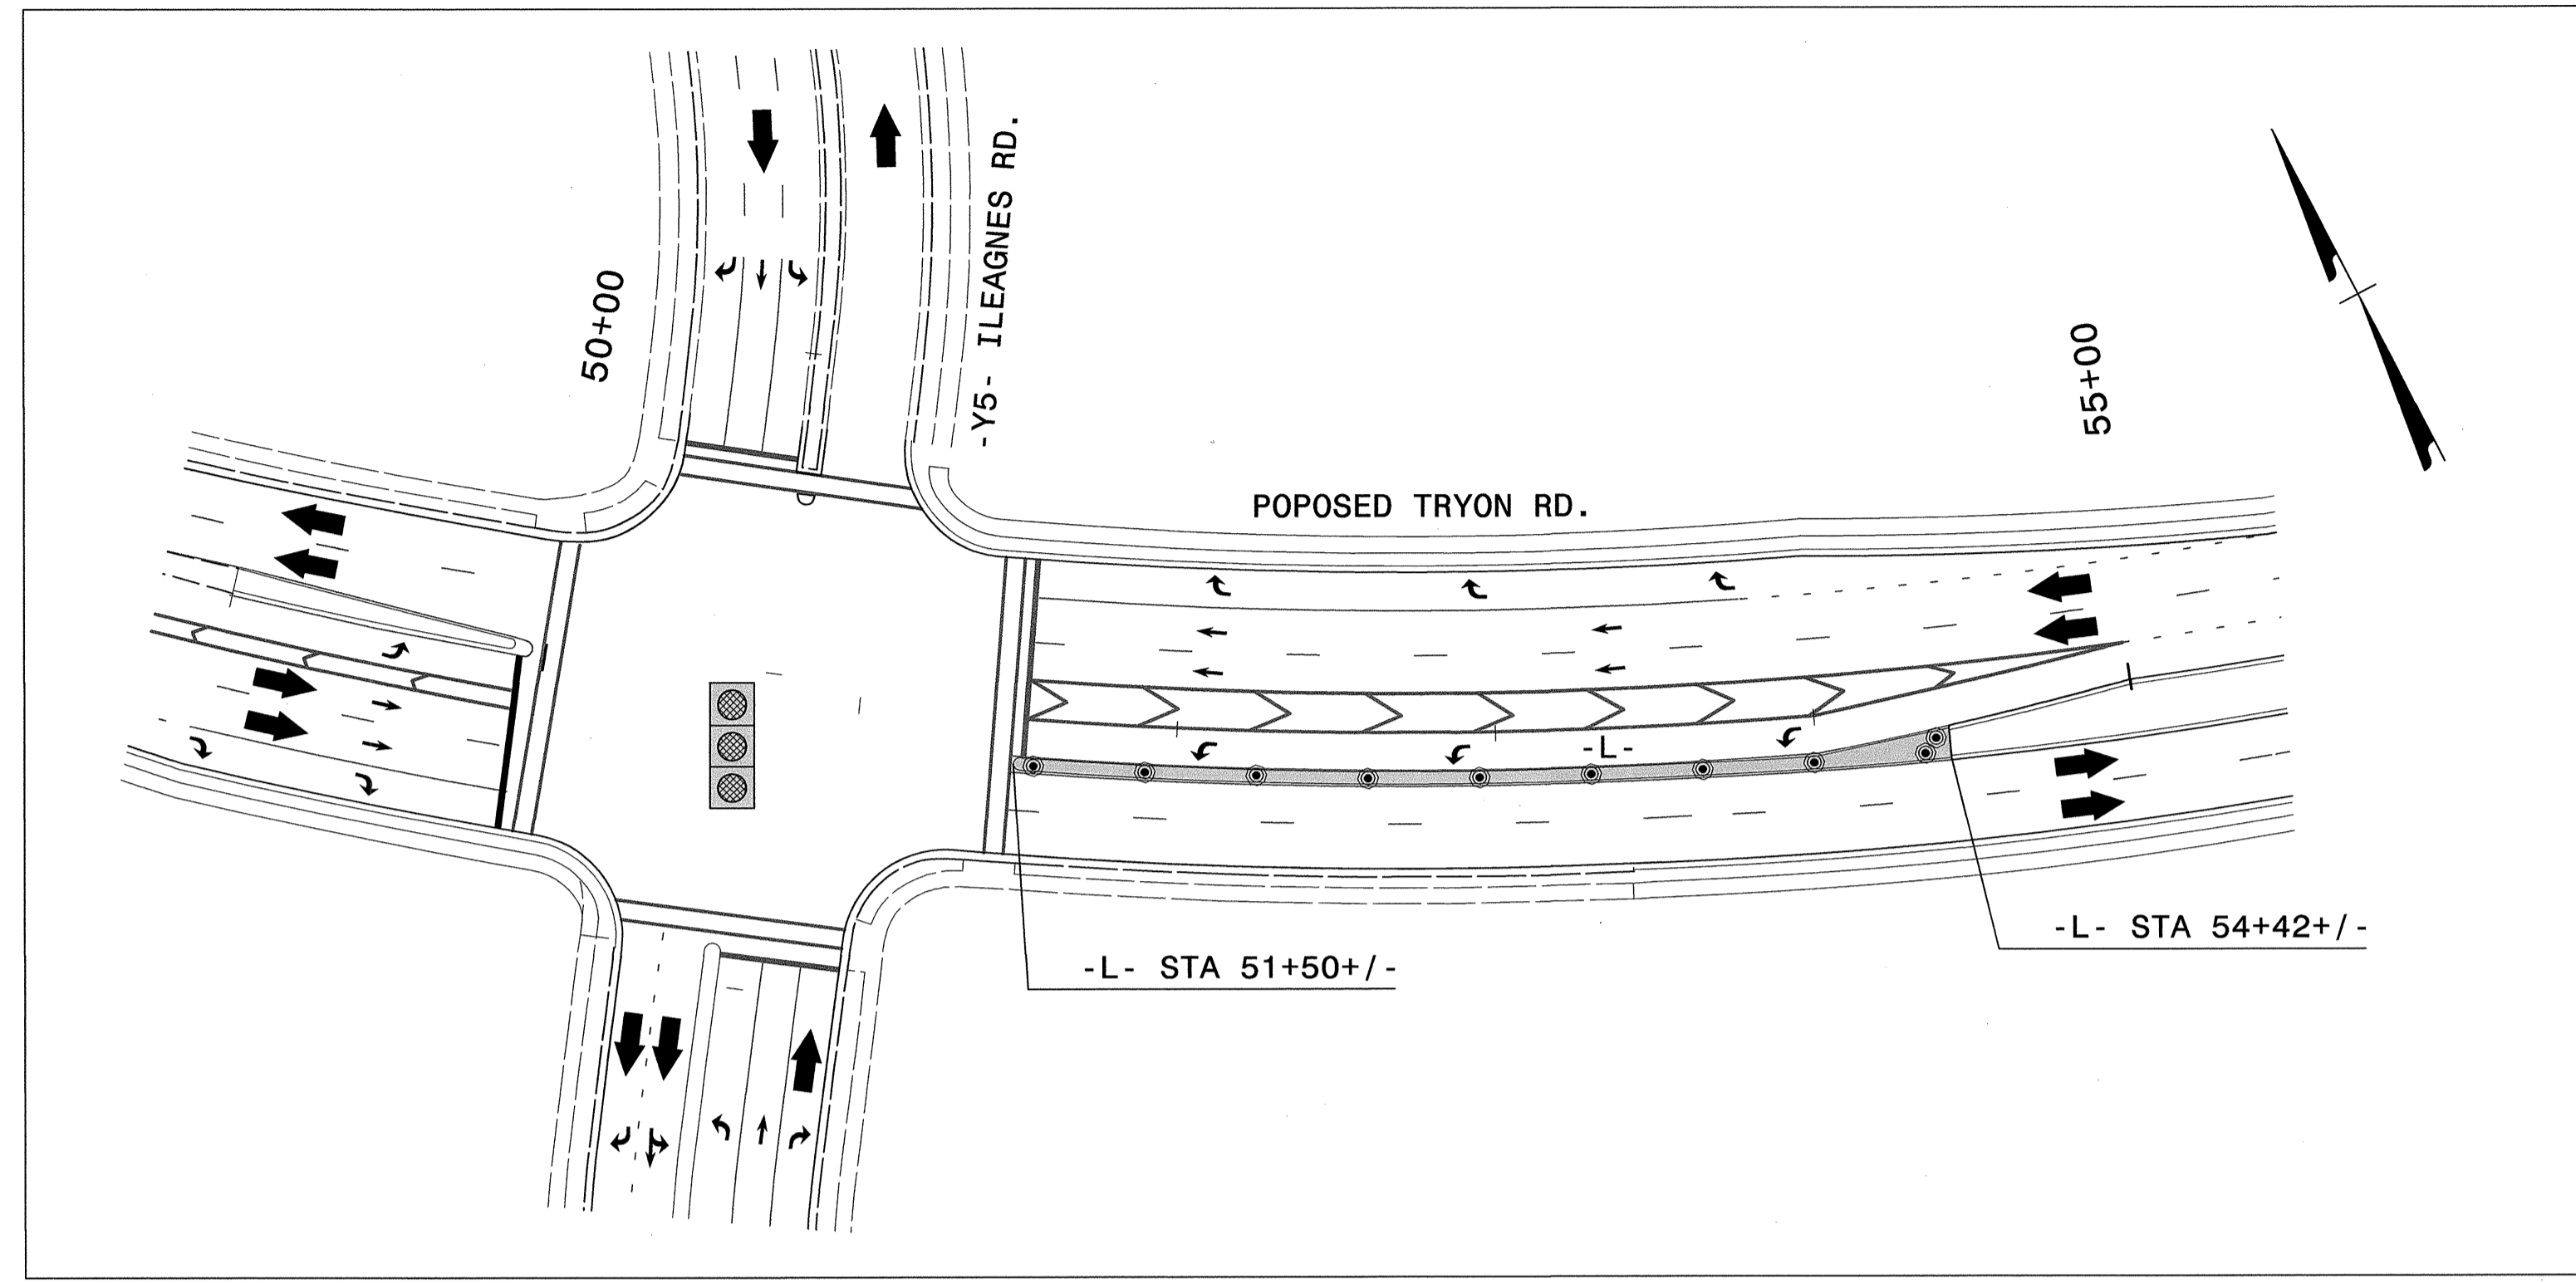 -Y5- ILEAGNES RD.
50+00
55+00
POPOSED TRYON RD.
-L-
-L- STA 54+42+/-
-L- STA 51+50+/-